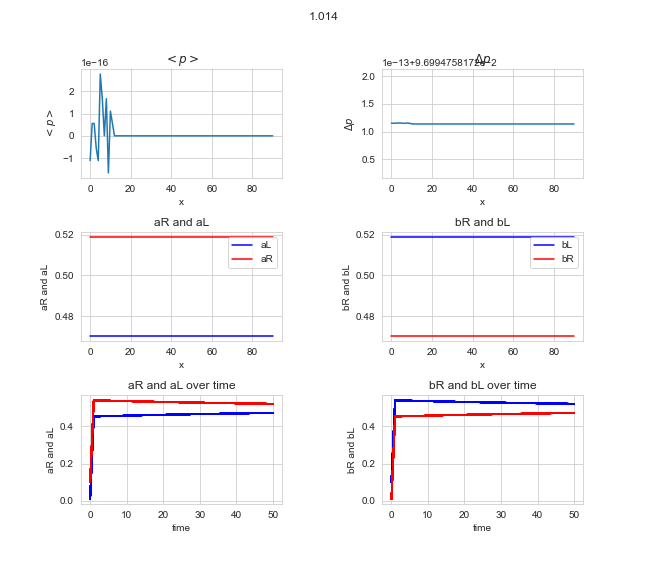 1.014
< p >
Δp
1e−16
1e−13+9.699475817
e−2
< p >
2
1
0
−1
0 20 40 60 80
x
Δp
2.0
1.5
1.0
0.5
0 20 40 60 80
x
aR and aL
bR and bL
aR and aL
0.52
0.50
0.48
aL
aR
0 20 40 60 80
x
bR and bL
0.52
0.50
0.48
bL
bR
0 20 40 60 80
x
aR and aL over time
bR and bL over time
aR and aL
0.4
0.2
0.0
0 10 20 30 40 50
time
bR and bL
0.4
0.2
0.0
0 10 20 30 40 50
time